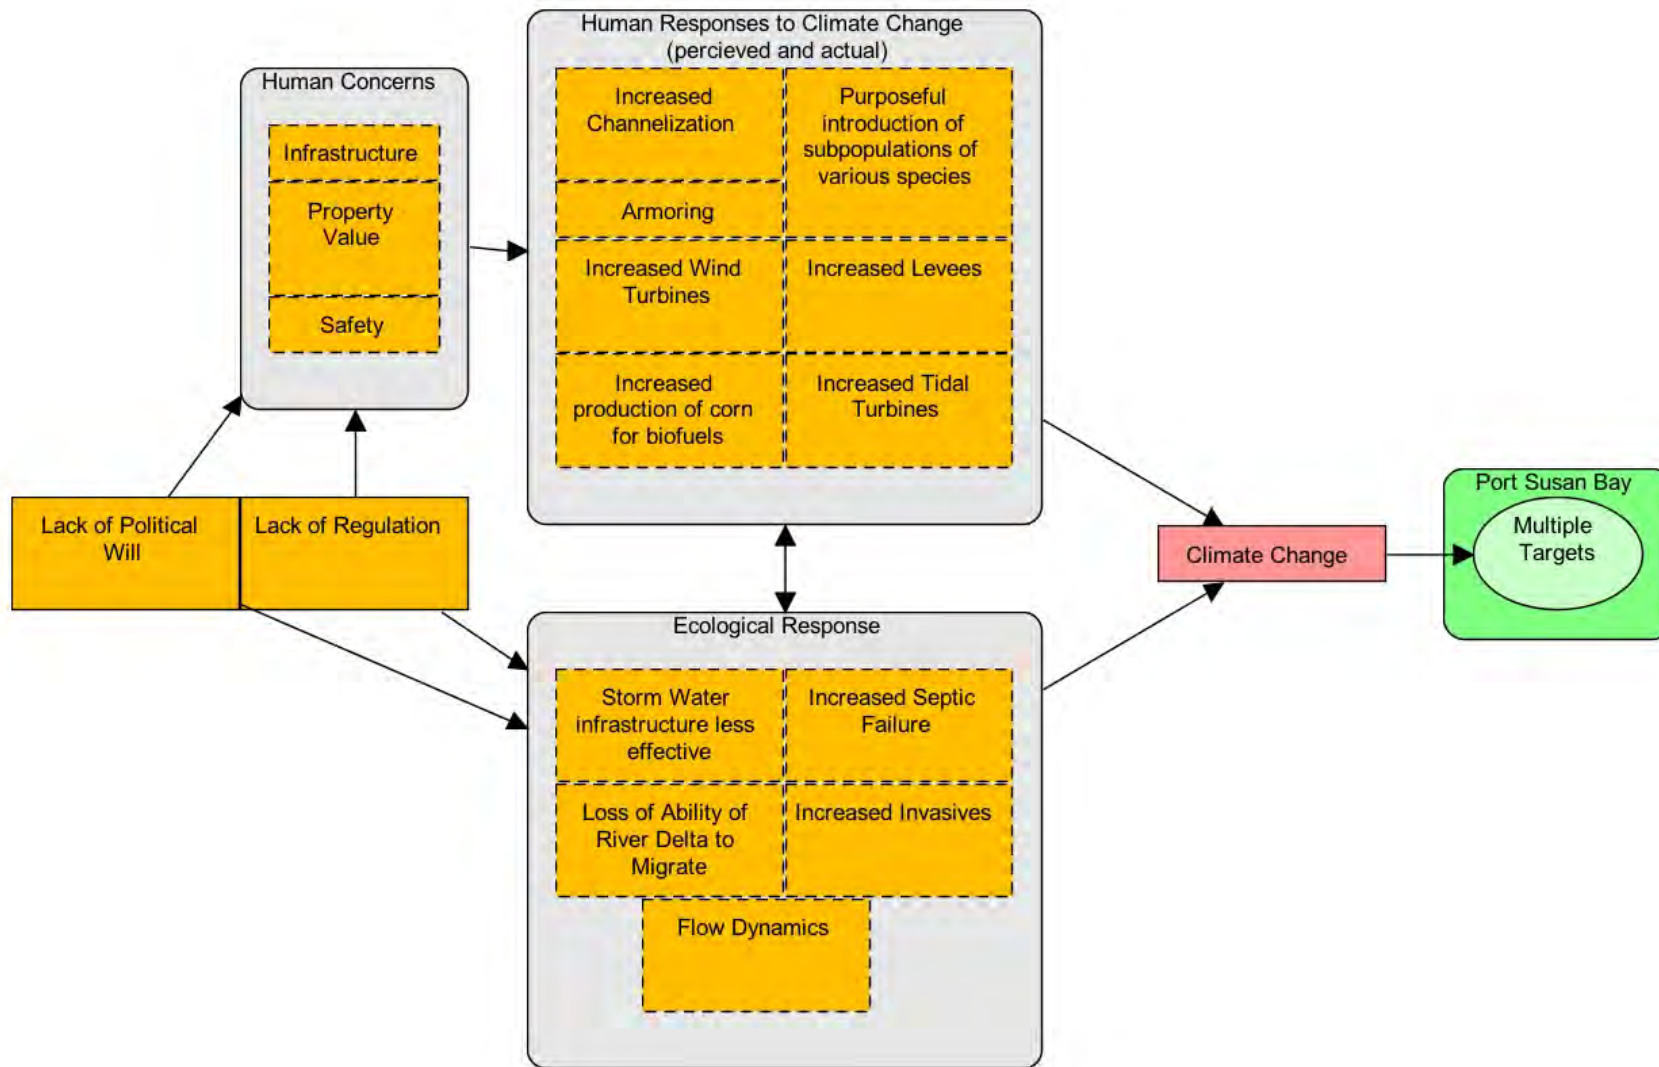 Human Responses to Climate Change
(percieved and actual)
Human Concerns
Infrastructure
Property
Value
Safety
Increased
Channelization
Purposeful
introduction of
subpopulations of
various species
Armoring
Increased Wind
Turbines
Increased Levees
Increased
production of corn
for biofuels
Increased Tidal
Turbines
Lack of Political
Will
Lack of Regulation
Climate Change
Port Susan Bay
Multiple
Targets
Ecological Response
Storm Water
infrastructure less
effective
Increased Septic
Failure
Loss of Ability of
River Delta to
Migrate
Increased Invasives
Flow Dynamics